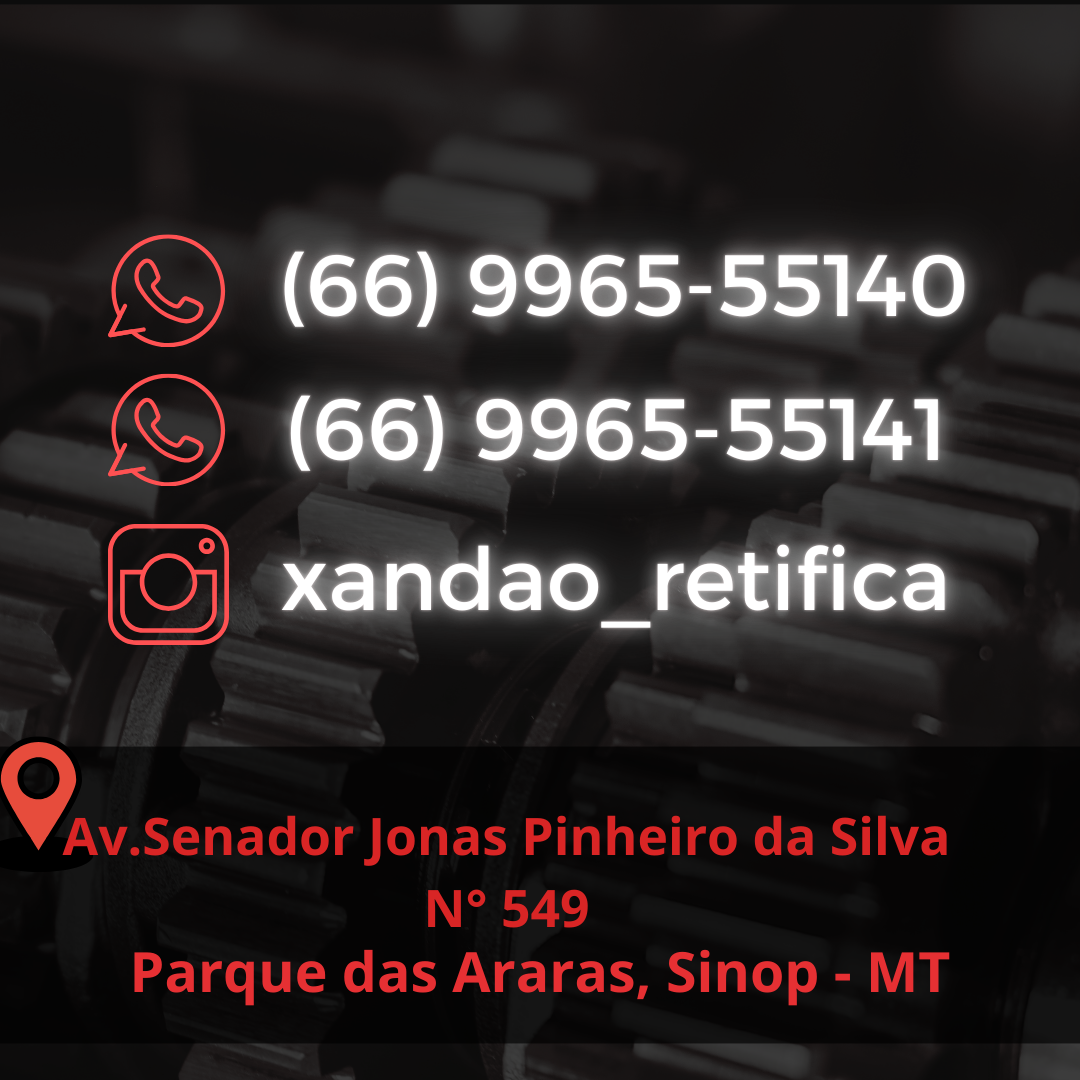 (66) 9965-55140
(66) 9965-55141
xandao_retifica
Av.Senador Jonas Pinheiro da Silva
N° 549
Parque das Araras, Sinop - MT